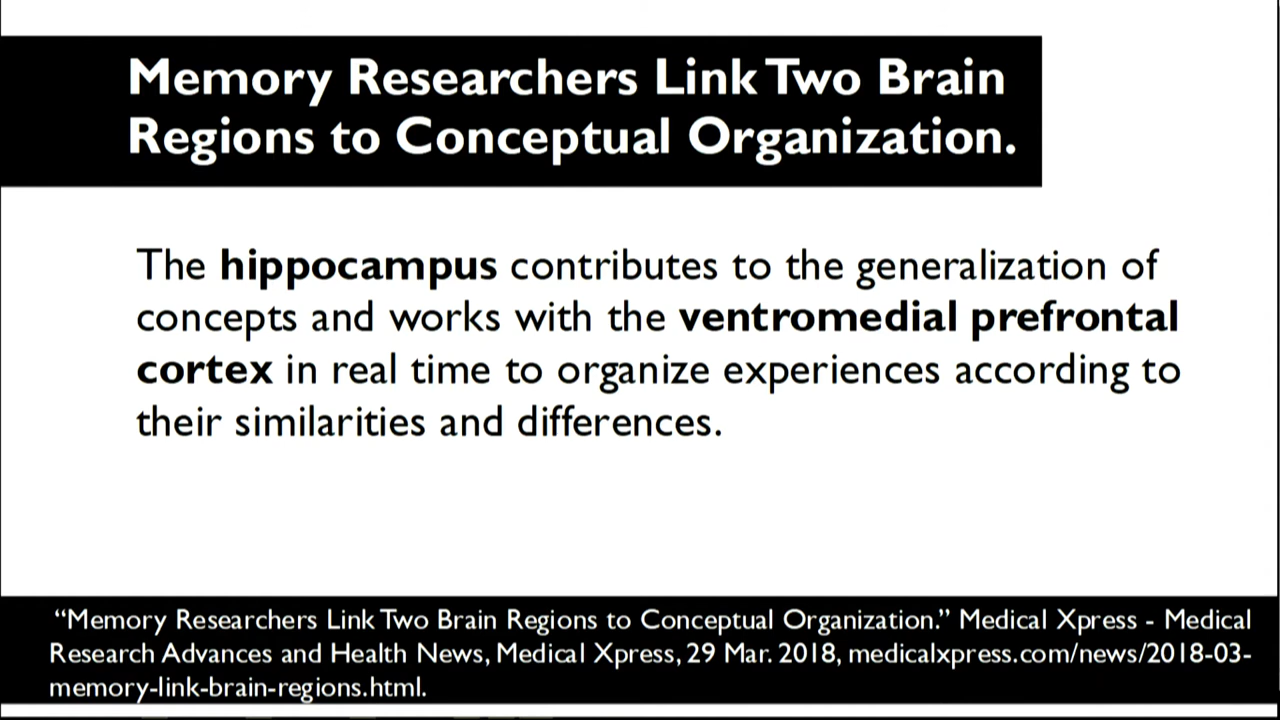 Memory Researchers Link Two Brain
Regions to Conceptual Organization.
The hippocampus contributes to the generalization of
concepts and works with the ventromedial prefrontal
cortex in real time to organize experiences according to
their similarities and differences.
“Memory Researchers Link Two Brain Regions to Conceptual Organization.” Medical Xpress - Medical
Research Advances and Health News, Medical Xpress, 29 Mar. 2018, medicalxpress.com/news/2018-03-
memory-link-brain-regions.html.